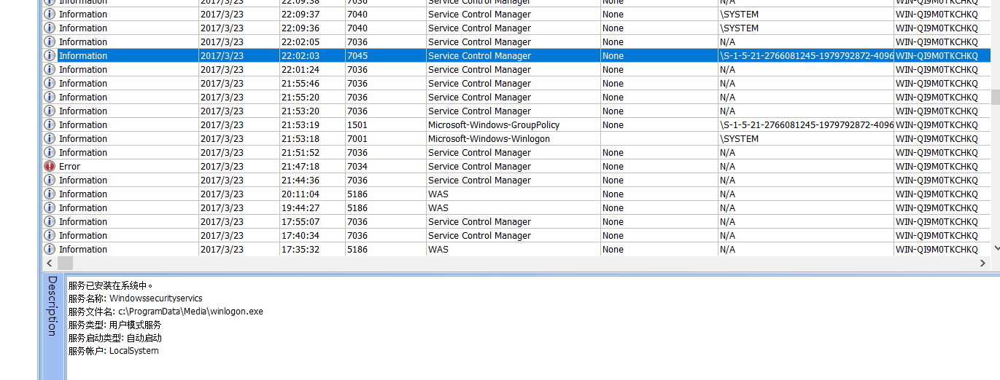 Information 2017/3/23 22:09:38 7036 Service Control Manager None N/A WIN-QI9M0TKCHKQ
Information 2017/3/23 22:09:37 7040 Service Control Manager None \SYSTEM WIN-QI9M0TKCHKQ
Information 2017/3/23 22:09:36 7040 Service Control Manager None \SYSTEM WIN-QI9M0TKCHKQ
Information 2017/3/23 22:02:05 7036 Service Control Manager None N/A WIN-QI9M0TKCHKQ
Information 2017/3/23 22:02:03 7045 Service Control Manager None \S-1-5-21-2766081245-1979792872-4096 WIN-QI9M0TKCHKQ
Information 2017/3/23 22:01:24 7036 Service Control Manager None N/A WIN-QI9M0TKCHKQ
Information 2017/3/23 21:55:46 7036 Service Control Manager None N/A WIN-QI9M0TKCHKQ
Information 2017/3/23 21:55:20 7036 Service Control Manager None N/A WIN-QI9M0TKCHKQ
Information 2017/3/23 21:53:20 7036 Service Control Manager None N/A WIN-QI9M0TKCHKQ
Information 2017/3/23 21:53:19 1501 Microsoft-Windows-GroupPolicy None \S-1-5-21-2766081245-1979792872-4096 WIN-QI9M0TKCHKQ
Information 2017/3/23 21:53:18 7001 Microsoft-Windows-Winlogon \SYSTEM WIN-QI9M0TKCHKQ
Information 2017/3/23 21:51:52 7036 Service Control Manager None N/A WIN-QI9M0TKCHKQ
Error 2017/3/23 21:47:18 7034 Service Control Manager None N/A WIN-QI9M0TKCHKQ
Information 2017/3/23 21:44:36 7036 Service Control Manager None N/A WIN-QI9M0TKCHKQ
Information 2017/3/23 20:11:04 5186 WAS None N/A WIN-QI9M0TKCHKQ
Information 2017/3/23 19:44:27 5186 WAS None N/A WIN-QI9M0TKCHKQ
Information 2017/3/23 17:55:07 7036 Service Control Manager None N/A WIN-QI9M0TKCHKQ
Information 2017/3/23 17:40:34 7036 Service Control Manager None N/A WIN-QI9M0TKCHKQ
Information 2017/3/23 17:35:32 5186 WAS None N/A WIN-QI9M0TKCHKQ
Description
服务已安装在系统中。
服务名称: Windowssecurityservics
服务文件名: c:\ProgramData\Media\winlogon.exe
服务类型: 用户模式服务
服务启动类型: 自动启动
服务帐户: LocalSystem